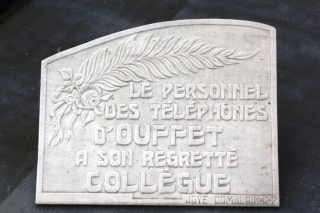 LE PERSONNEL
DES TÉLÉPHONES
D'OUFFET
A SON REGRETTÉ
COLLÈGUE